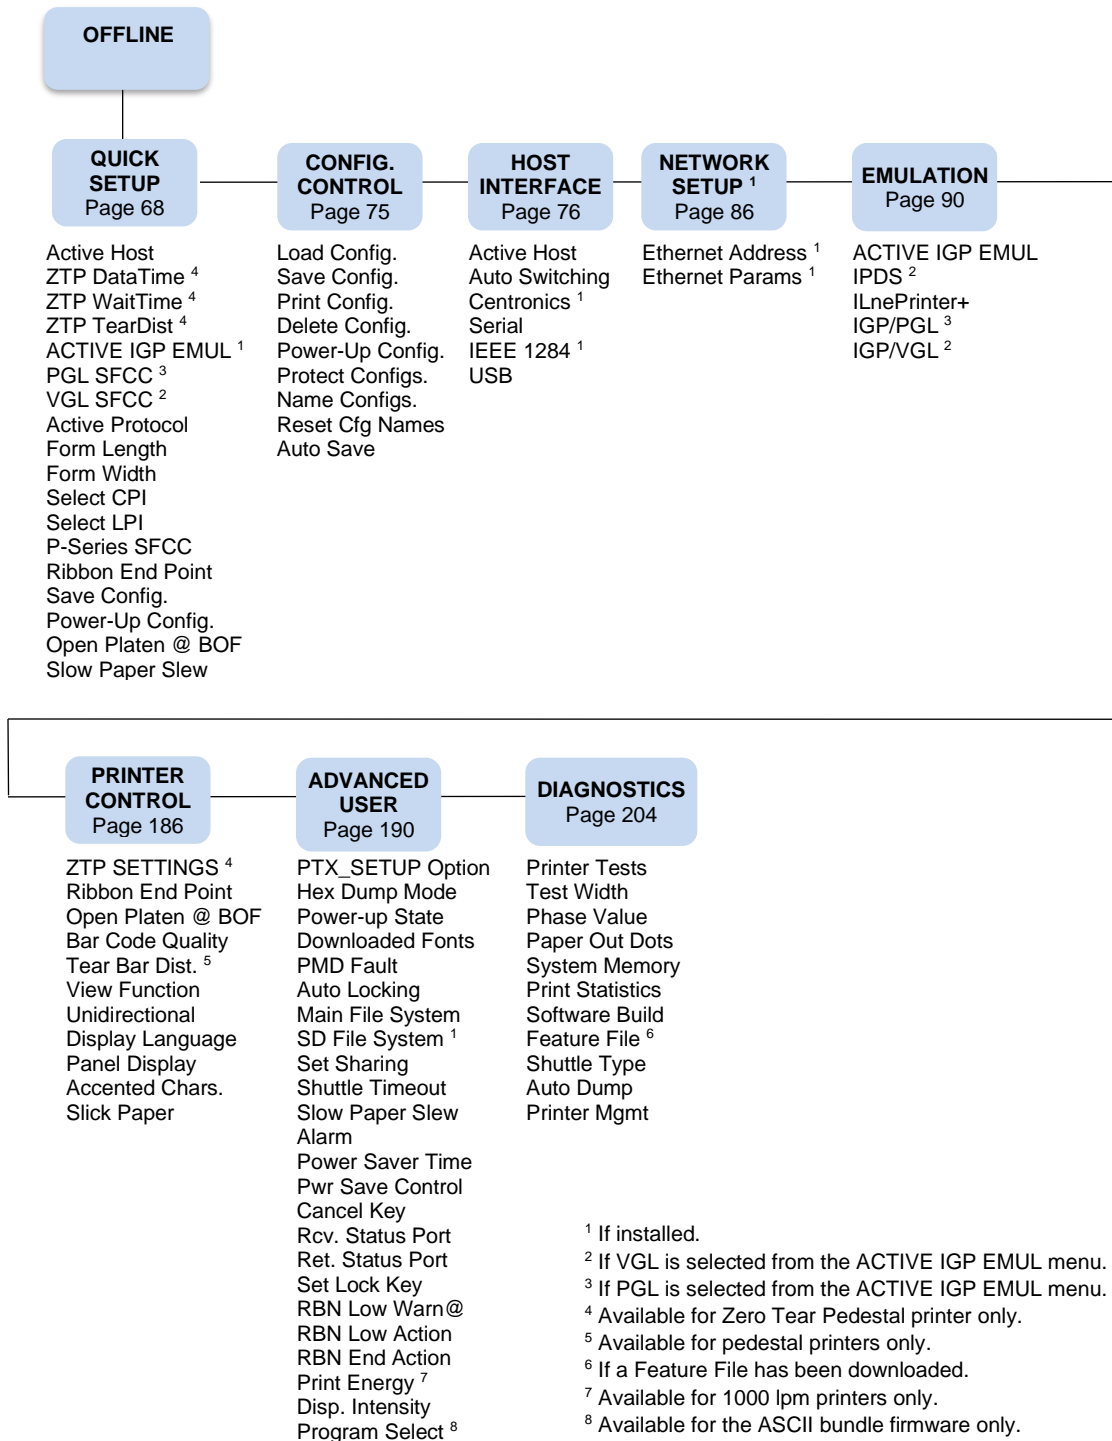 OFFLINE
QUICK
SETUP
Page 68
CONFIG.
CONTROL
Page 75
HOST
INTERFACE
Page 76
NETWORK
SETUP 1
Page 86
EMULATION
Page 90
Active Host
ZTP DataTime 4
ZTP WaitTime 4
ZTP TearDist 4
ACTIVE IGP EMUL 1
PGL SFCC 3
VGL SFCC 2
Active Protocol
Form Length
Form Width
Select CPI
Select LPI
P-Series SFCC
Ribbon End Point
Save Config.
Power-Up Config.
Open Platen @ BOF
Slow Paper Slew
Load Config.
Save Config.
Print Config.
Delete Config.
Power-Up Config.
Protect Configs.
Name Configs.
Reset Cfg Names
Auto Save
Active Host
Auto Switching
Centronics 1
Serial
IEEE 1284 1
USB
Ethernet Address 1
Ethernet Params 1
ACTIVE IGP EMUL
IPDS 2
ILnePrinter+
IGP/PGL 3
IGP/VGL 2
PRINTER
CONTROL
Page 186
ADVANCED
USER
Page 190
DIAGNOSTICS
Page 204
ZTP SETTINGS 4
Ribbon End Point
Open Platen @ BOF
Bar Code Quality
Tear Bar Dist. 5
View Function
Unidirectional
Display Language
Panel Display
Accented Chars.
Slick Paper
PTX_SETUP Option
Hex Dump Mode
Power-up State
Downloaded Fonts
PMD Fault
Auto Locking
Main File System
SD File System 1
Set Sharing
Shuttle Timeout
Slow Paper Slew
Alarm
Power Saver Time
Pwr Save Control
Cancel Key
Rcv. Status Port
Ret. Status Port
Set Lock Key
RBN Low Warn@
RBN Low Action
RBN End Action
Print Energy 7
Disp. Intensity
Program Select 8
Printer Tests
Test Width
Phase Value
Paper Out Dots
System Memory
Print Statistics
Software Build
Feature File 6
Shuttle Type
Auto Dump
Printer Mgmt
1 If installed.
2 If VGL is selected from the ACTIVE IGP EMUL menu.
3 If PGL is selected from the ACTIVE IGP EMUL menu.
4 Available for Zero Tear Pedestal printer only.
5 Available for pedestal printers only.
6 If a Feature File has been downloaded.
7 Available for 1000 lpm printers only.
8 Available for the ASCII bundle firmware only.